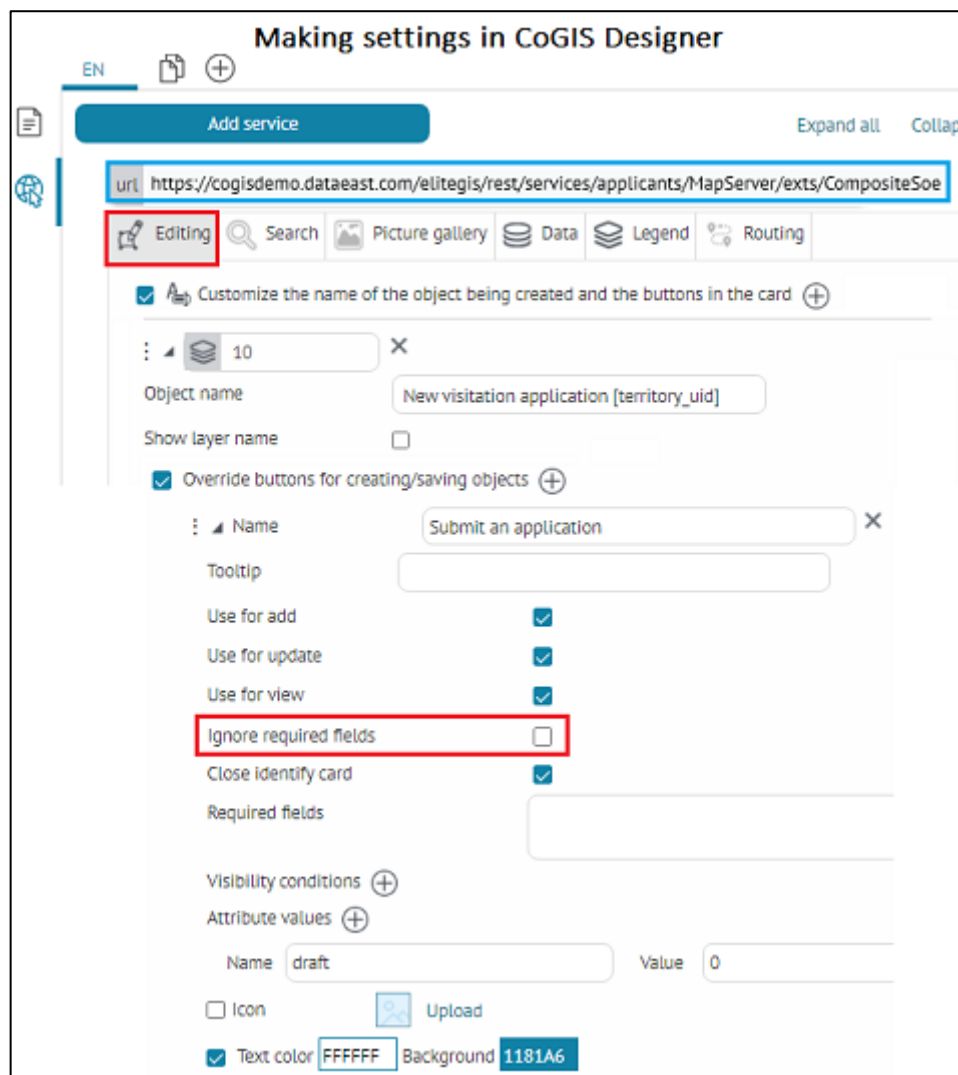 Making settings in CoGIS Designer
EN
Add service Expand all Collap
url https://cogisdemo.dataeast.com/elitegis/rest/services/applicants/MapServer/exts/CompositeSoe
Editing Search Picture gallery Data Legend Routing
Customize the name of the object being created and the buttons in the card
10
Object name New visitation application [territory_uid]
Show layer name
Override buttons for creating/saving objects
Name Submit an application
Tooltip
Use for add
Use for update
Use for view
Ignore required fields
Close identify card
Required fields
Visibility conditions
Attribute values
Name draft Value 0
Icon Upload
Text color FFFFFF Background 1181A6